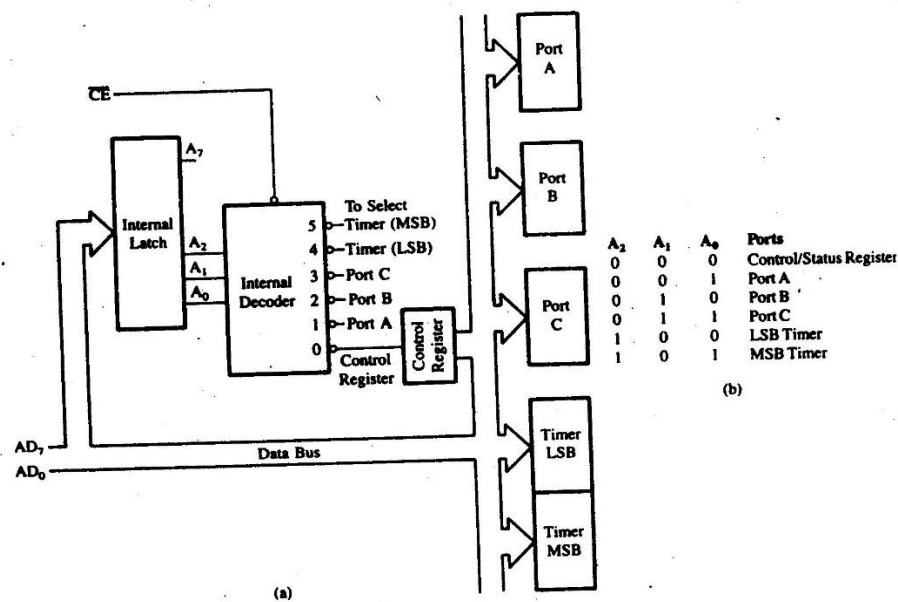 Port
A
CE
A7
Internal
Latch
A2
A1
A0
To Select
5 Timer (MSB)
4 Timer (LSB)
Internal
Decoder
3 Port C
2 Port B
1 Port A
0
Control
Register
Control
Register
Port
B
Port
C
A2 A1 A0 Ports
0 0 0 Control/Status Register
0 0 1 Port A
0 1 0 Port B
0 1 1 Port C
1 0 0 LSB Timer
1 0 1 MSB Timer
(b)
AD7
AD0
Data Bus
Timer
LSB
Timer
MSB
(a)